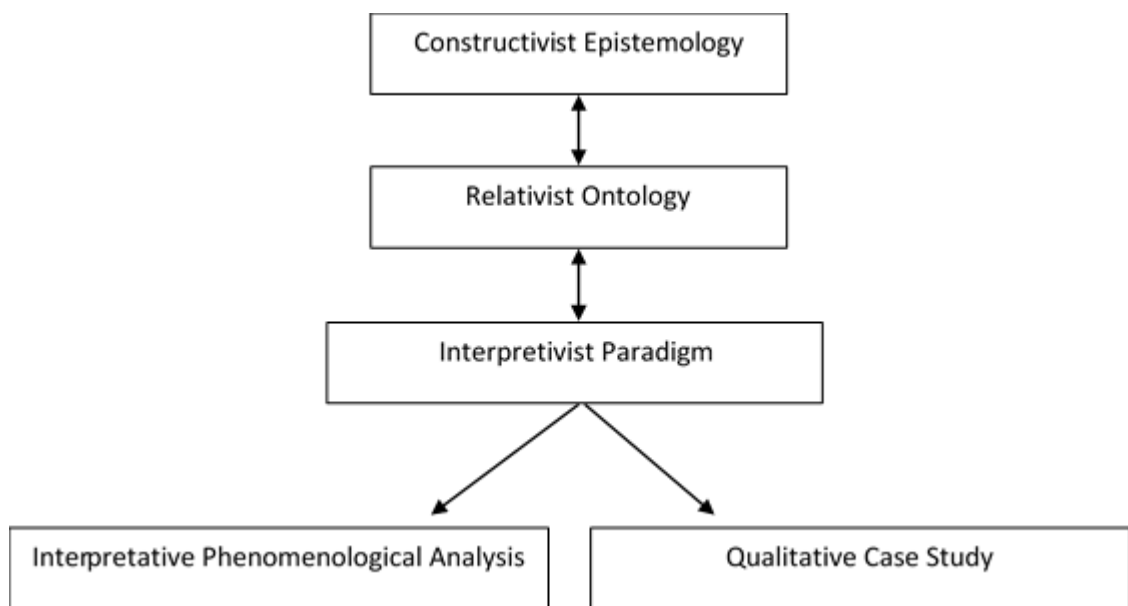 Constructivist Epistemology
Relativist Ontology
Interpretivist Paradigm
Interpretative Phenomenological Analysis
Qualitative Case Study